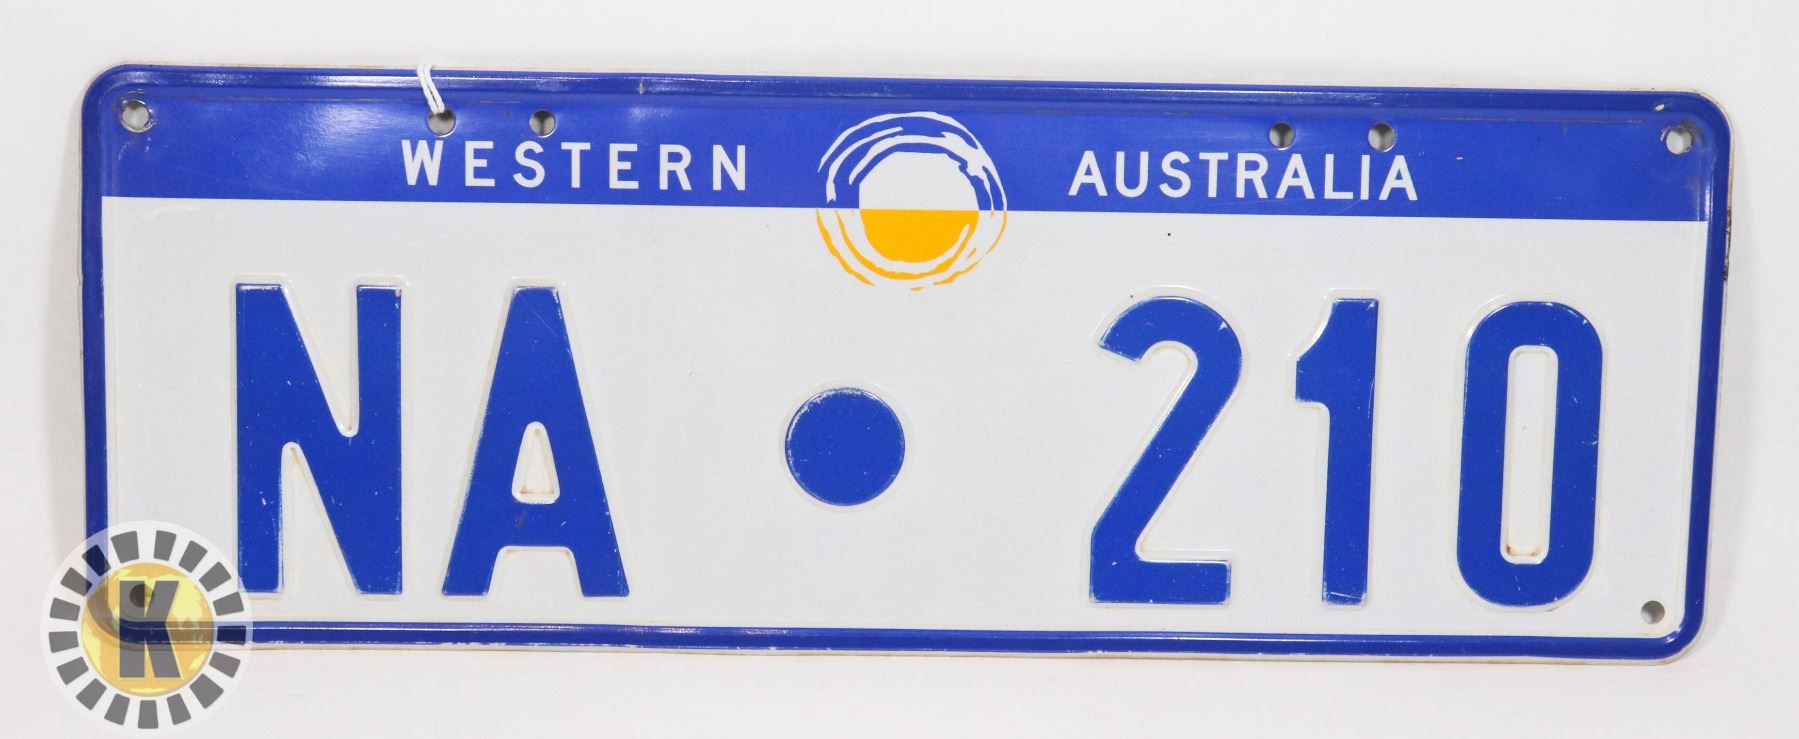 WESTERN AUSTRALIA
NA • 210
K